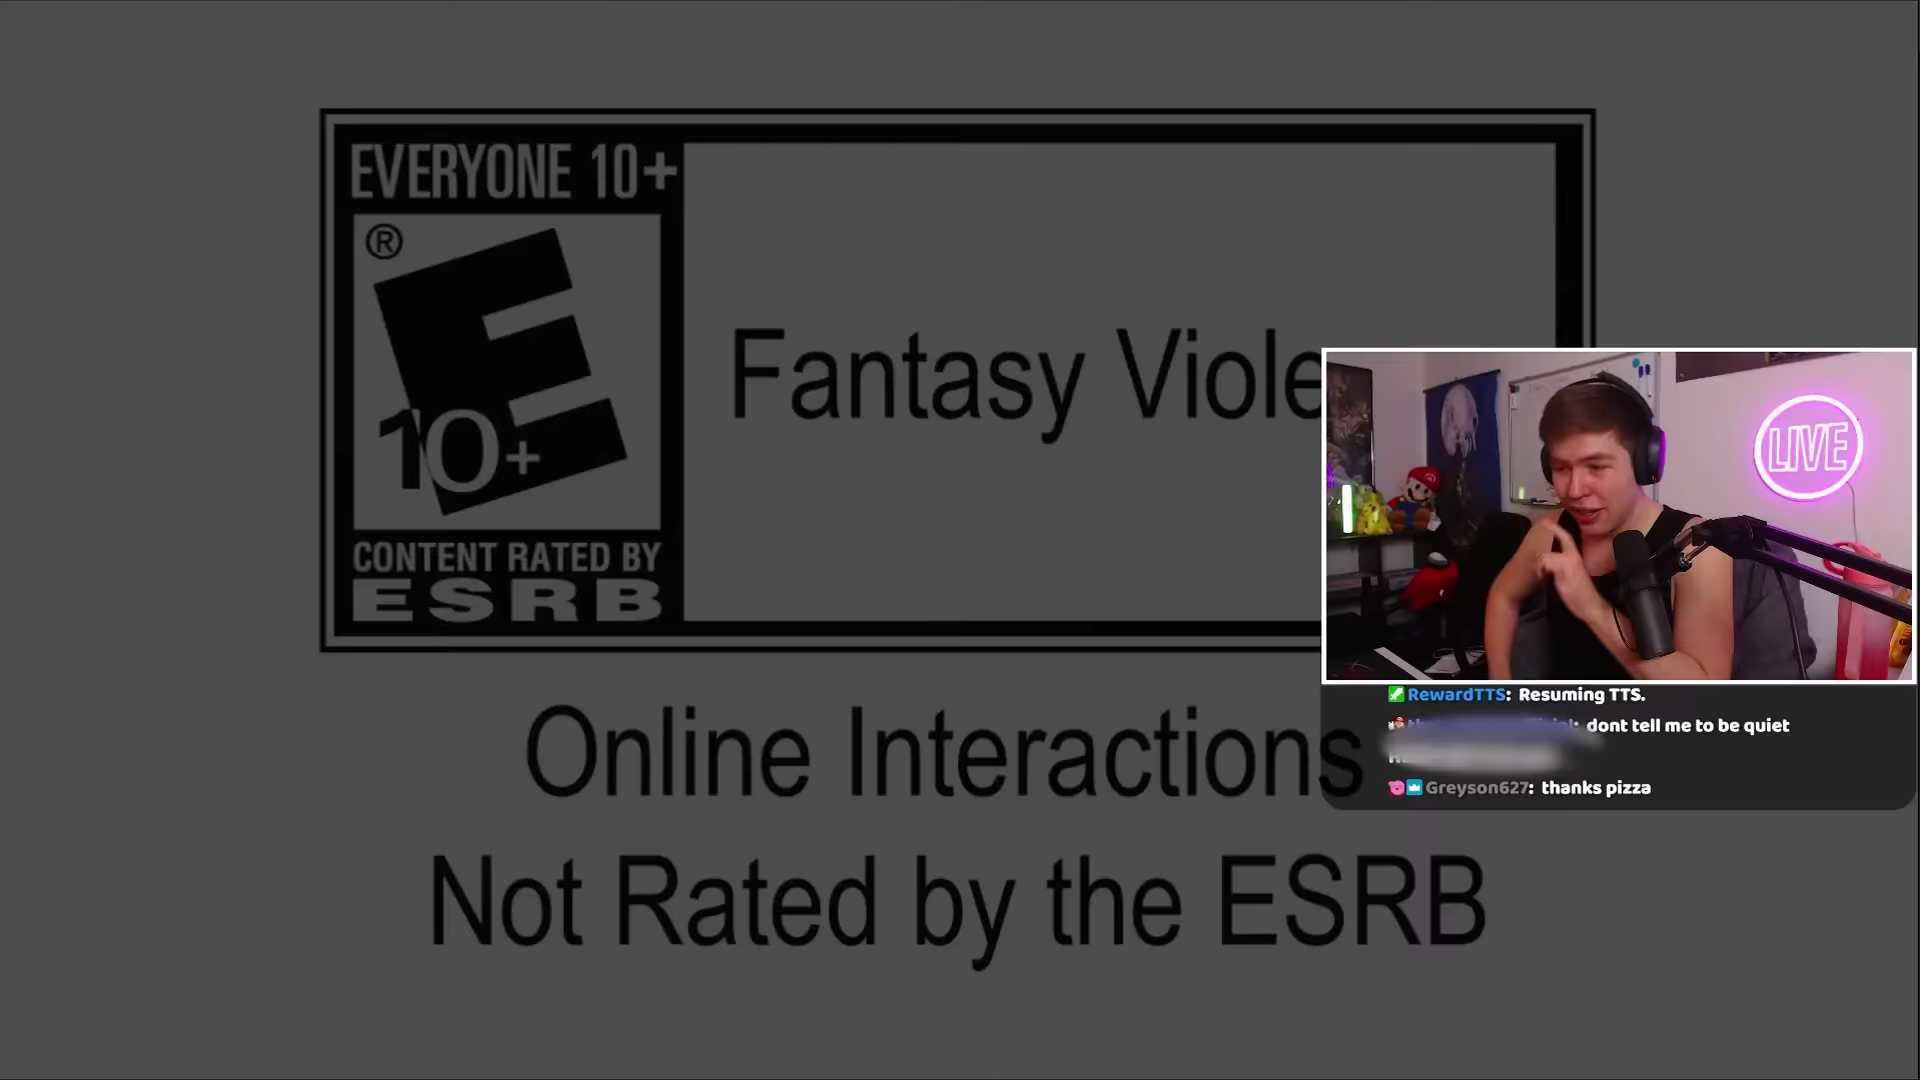 EVERYONE 10+
®
E
10+
CONTENT RATED BY
ESRB
Fantasy Viole
Online Interactions
Not Rated by the ESRB
LIVE
RewardTTS: Resuming TTS.
: dont tell me to be quiet
Greyson627: thanks pizza